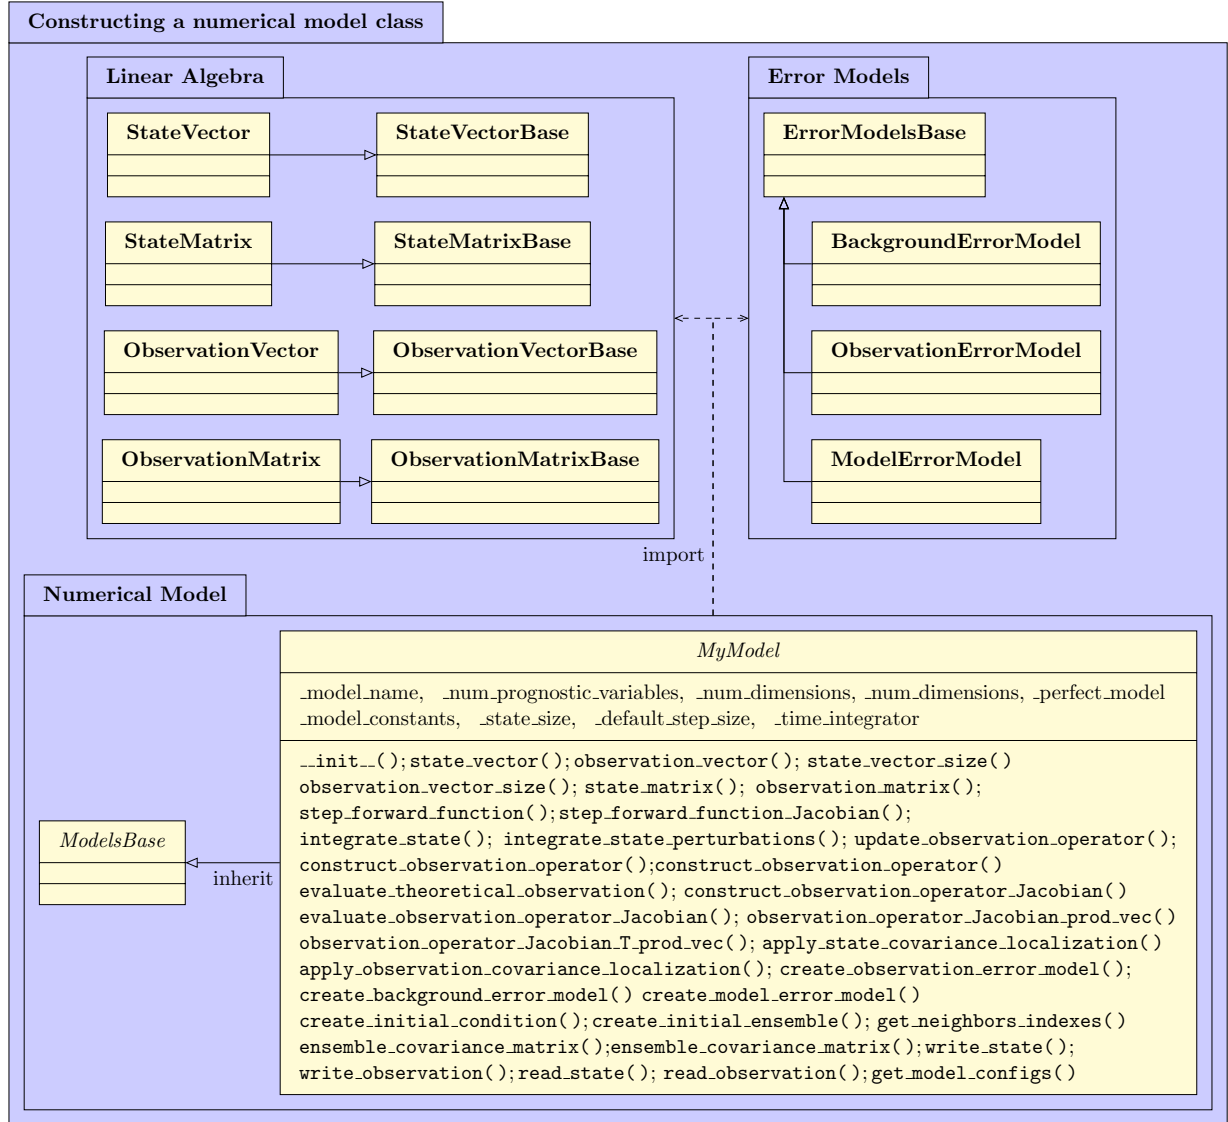 Constructing a numerical model class
Linear Algebra
StateVector
StateVectorBase
StateMatrix
StateMatrixBase
ObservationVector
ObservationVectorBase
ObservationMatrix
ObservationMatrixBase
Error Models
ErrorModelsBase
BackgroundErrorModel
ObservationErrorModel
ModelErrorModel
import
Numerical Model
ModelsBase
inherit
MyModel
_model_name, _num_prognostic_variables, _num_dimensions, _num_dimensions, _perfect_model
_model_constants, _state_size, _default_step_size, _time_integrator
__init__(); state_vector(); observation_vector(); state_vector_size()
observation_vector_size(); state_matrix(); observation_matrix();
step_forward_function(); step_forward_function_Jacobian();
integrate_state(); integrate_state_perturbations(); update_observation_operator();
construct_observation_operator();construct_observation_operator()
evaluate_theoretical_observation(); construct_observation_operator_Jacobian()
evaluate_observation_operator_Jacobian(); observation_operator_Jacobian_prod_vec()
observation_operator_Jacobian_T_prod_vec(); apply_state_covariance_localization()
apply_observation_covariance_localization(); create_observation_error_model();
create_background_error_model() create_model_error_model()
create_initial_condition(); create_initial_ensemble(); get_neighbors_indexes()
ensemble_covariance_matrix();ensemble_covariance_matrix(); write_state();
write_observation(); read_state(); read_observation(); get_model_configs()